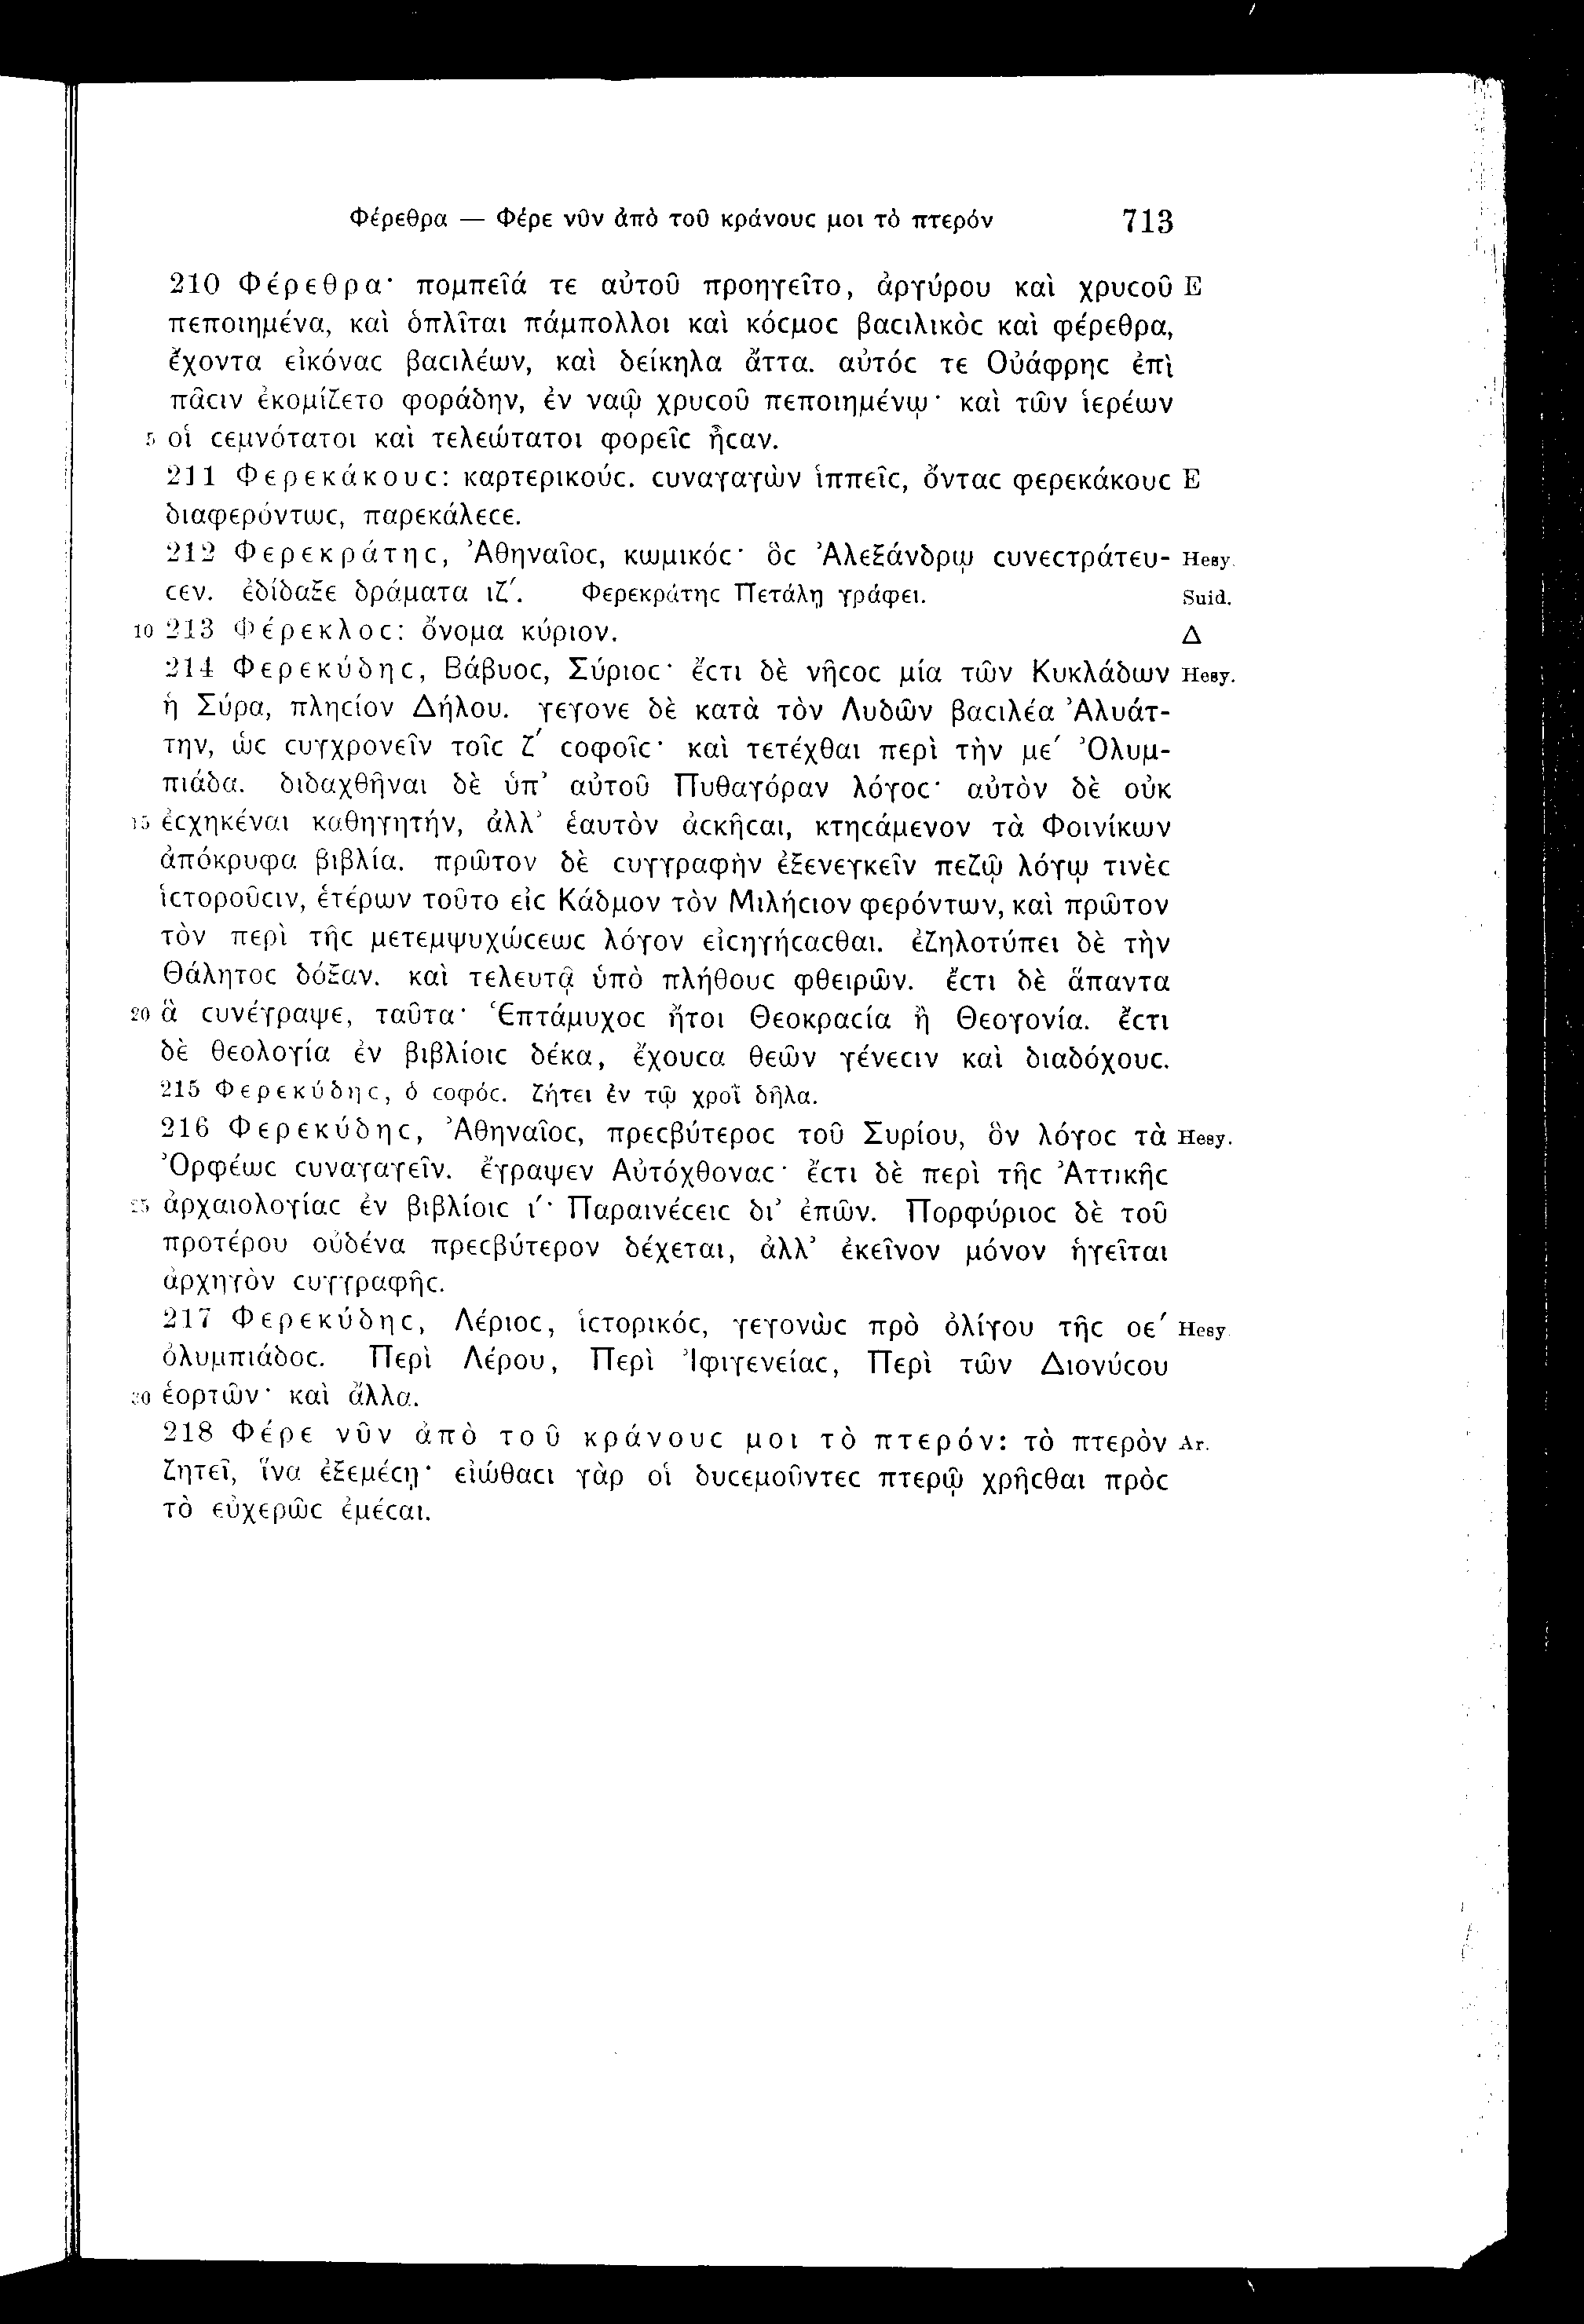 Φέρεθρα — Φέρε νῦν ἀπὸ τοῦ κράνουϲ μοι τὸ πτερόν 713
210 Φέρεθρα· πομπεῖά τε αὐτοῦ προηγεῖτο, ἀργύρου καὶ χρυϲοῦ E
πεποιημένα, καὶ ὁπλῖται πάμπολλοι καὶ κόϲμοϲ βαϲιλικὸϲ καὶ φέρεθρα,
ἔχοντα εἰκόναϲ βαϲιλέων, καὶ δείκηλα ἄττα. αὐτόϲ τε Οὐάφρηϲ ἐπὶ
πᾶϲιν ἐκομίζετο φοράδην, ἐν ναῷ χρυϲοῦ πεποιημένῳ· καὶ τῶν ἱερέων
5 οἱ ϲεμνότατοι καὶ τελεώτατοι φορεῖϲ ἦϲαν.
211 Φερεκάκουϲ: καρτερικούϲ. ϲυναγαγὼν ἱππεῖϲ, ὄνταϲ φερεκάκουϲ E
διαφερόντωϲ, παρεκάλεϲε.
212 Φερεκράτηϲ, Ἀθηναῖοϲ, κωμικόϲ· ὃϲ Ἀλεξάνδρῳ ϲυνεϲτράτευ- Hesy.
ϲεν. ἐδίδαξε δράματα ιζʹ. Φερεκράτηϲ Πετάλῃ γράφει. Suid.
10 213 Φέρεκλοϲ: ὄνομα κύριον. Δ
214 Φερεκύδηϲ, Βάβυοϲ, Σύριοϲ· ἔϲτι δὲ νῆϲοϲ μία τῶν Κυκλάδων Hesy.
ἡ Σύρα, πληϲίον Δήλου. γέγονε δὲ κατὰ τὸν Λυδῶν βαϲιλέα Ἀλυάτ-
την, ὡϲ ϲυγχρονεῖν τοῖϲ ζʹ ϲοφοῖϲ· καὶ τετέχθαι περὶ τὴν μεʹ Ὀλυμ-
πιάδα. διδαχθῆναι δὲ ὑπ’ αὐτοῦ Πυθαγόραν λόγοϲ· αὐτὸν δὲ οὐκ
15 ἐϲχηκέναι καθηγητήν, ἀλλ’ ἑαυτὸν ἀϲκῆϲαι, κτηϲάμενον τὰ Φοινίκων
ἀπόκρυφα βιβλία. πρῶτον δὲ ϲυγγραφὴν ἐξενεγκεῖν πεζῷ λόγῳ τινὲϲ
ἱϲτοροῦϲιν, ἑτέρων τοῦτο εἰϲ Κάδμον τὸν Μιλήϲιον φερόντων, καὶ πρῶτον
τὸν περὶ τῆϲ μετεμψυχώϲεωϲ λόγον εἰϲηγήϲαϲθαι. ἐζηλοτύπει δὲ τὴν
Θάλητοϲ δόξαν. καὶ τελευτᾷ ὑπὸ πλήθουϲ φθειρῶν. ἔϲτι δὲ ἅπαντα
20 ἃ ϲυνέγραψε, ταῦτα· Ἑπτάμυχοϲ ἤτοι Θεοκραϲία ἢ Θεογονία. ἔϲτι
δὲ θεολογία ἐν βιβλίοιϲ δέκα, ἔχουϲα θεῶν γένεϲιν καὶ διαδόχουϲ.
215 Φερεκύδηϲ, ὁ ϲοφόϲ. ζήτει ἐν τῷ χροῒ δῆλα.
216 Φερεκύδηϲ, Ἀθηναῖοϲ, πρεϲβύτεροϲ τοῦ Συρίου, ὃν λόγοϲ τὰ Hesy.
Ὀρφέωϲ ϲυναγαγεῖν. ἔγραψεν Αὐτόχθοναϲ· ἔϲτι δὲ περὶ τῆϲ Ἀττικῆϲ
25 ἀρχαιολογίαϲ ἐν βιβλίοιϲ ιʹ· Παραινέϲειϲ δι’ ἐπῶν. Πορφύριοϲ δὲ τοῦ
προτέρου οὐδένα πρεϲβύτερον δέχεται, ἀλλ’ ἐκεῖνον μόνον ἡγεῖται
ἀρχηγὸν ϲυγγραφῆϲ.
217 Φερεκύδηϲ, Λέριοϲ, ἱϲτορικόϲ, γεγονὼϲ πρὸ ὀλίγου τῆϲ οεʹ Hesy
ὀλυμπιάδοϲ. Περὶ Λέρου, Περὶ Ἰφιγενείαϲ, Περὶ τῶν Διονύϲου
30 ἑορτῶν· καὶ ἄλλα.
218 Φέρε νῦν ἀπὸ τοῦ κράνουϲ μοι τὸ πτερόν: τὸ πτερὸν Ar.
ζητεῖ, ἵνα ἐξεμέϲῃ· εἰώθαϲι γὰρ οἱ δυϲεμοῦντεϲ πτερῷ χρῆϲθαι πρὸϲ
τὸ εὐχερῶϲ ἐμέϲαι.